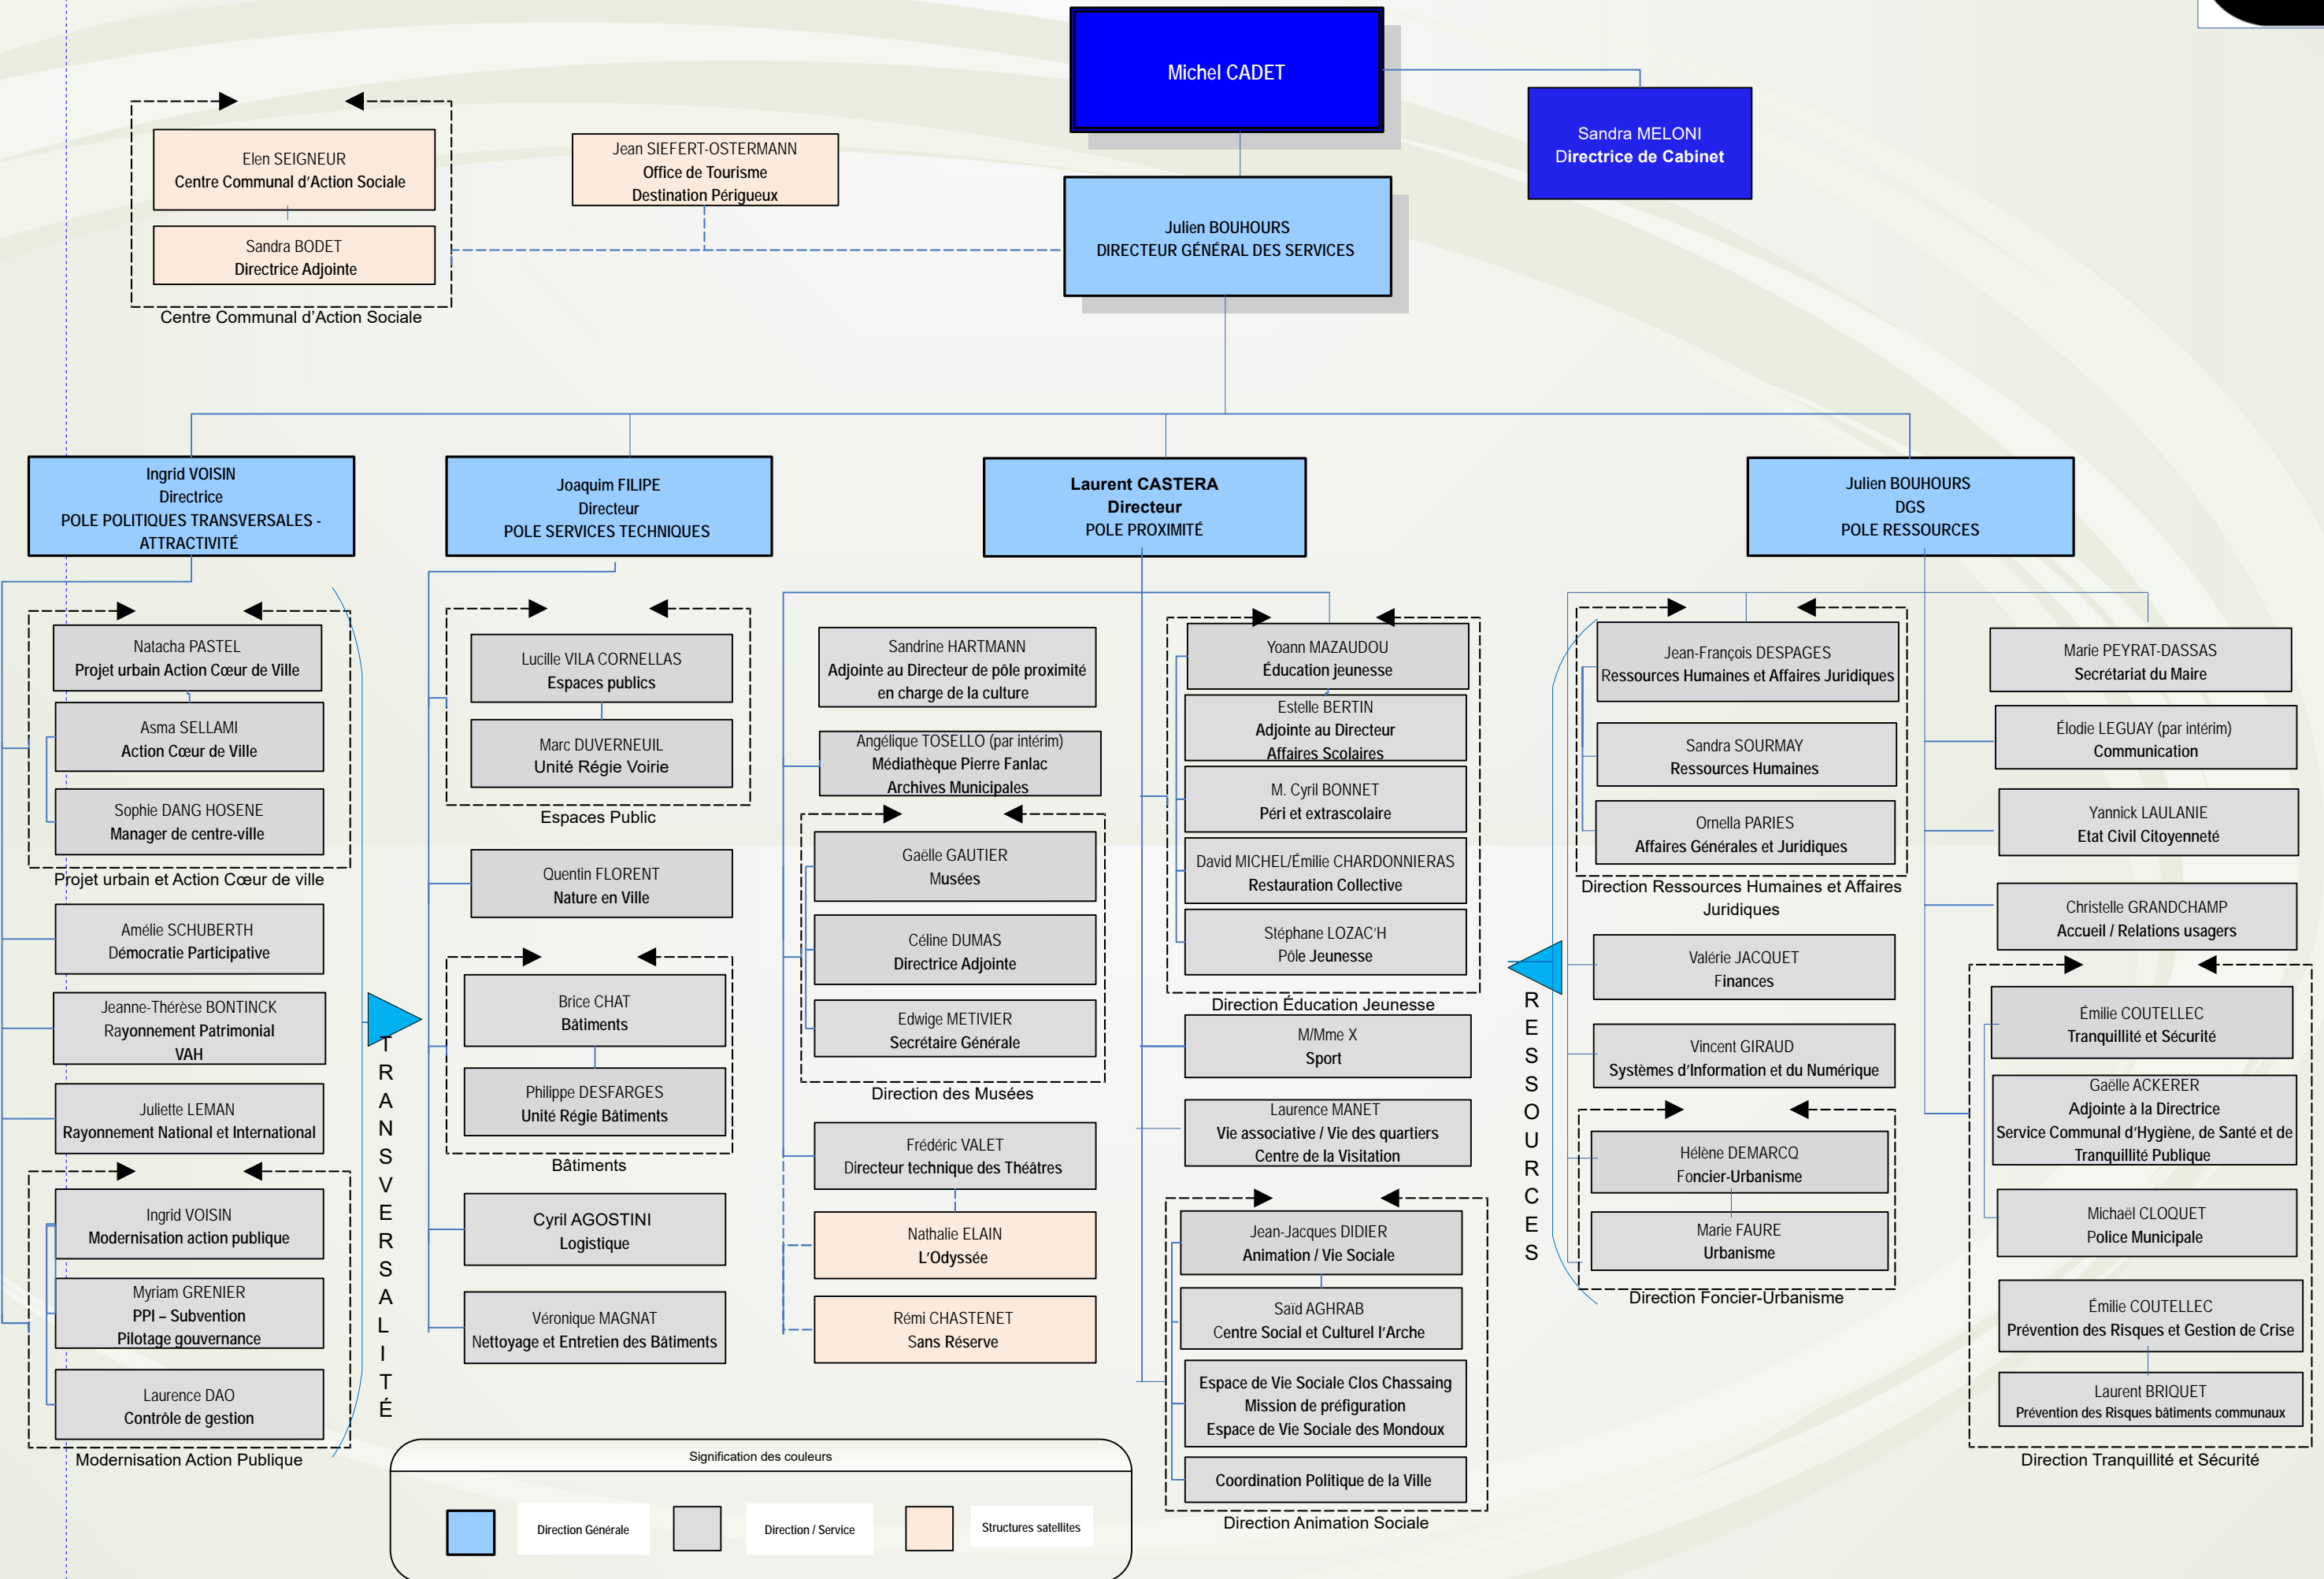 Michel CADET
Sandra MELONI
Directrice de Cabinet
Elen SEIGNEUR
Centre Communal d'Action Sociale
Sandra BODET
Directrice Adjointe
Centre Communal d'Action Sociale
Jean SIEFERT-OSTERMANN
Office de Tourisme
Destination Périgueux
Julien BOUHOURS
DIRECTEUR GÉNÉRAL DES SERVICES
Ingrid VOISIN
Directrice
POLE POLITIQUES TRANSVERSALES -
ATTRACTIVITÉ
Natacha PASTEL
Projet urbain Action Cœur de Ville
Asma SELLAMI
Action Cœur de Ville
Sophie DANG HOSENE
Manager de centre-ville
Projet urbain et Action Cœur de ville
Amélie SCHUBERTH
Démocratie Participative
Jeanne-Thérèse BONTINCK
Rayonnement Patrimonial
VAH
Juliette LEMAN
Rayonnement National et International
Ingrid VOISIN
Modernisation action publique
Myriam GRENIER
PPI – Subvention
Pilotage gouvernance
Laurence DAO
Contrôle de gestion
Modernisation Action Publique
T
R
A
N
S
V
E
R
S
A
L
I
T
É
Joaquim FILIPE
Directeur
POLE SERVICES TECHNIQUES
Lucille VILA CORNELLAS
Espaces publics
Marc DUVERNEUIL
Unité Régie Voirie
Espaces Public
Quentin FLORENT
Nature en Ville
Brice CHAT
Bâtiments
Philippe DESFARGES
Unité Régie Bâtiments
Bâtiments
Cyril AGOSTINI
Logistique
Véronique MAGNAT
Nettoyage et Entretien des Bâtiments
Laurent CASTERA
Directeur
POLE PROXIMITÉ
Sandrine HARTMANN
Adjointe au Directeur de pôle proximité
en charge de la culture
Angélique TOSELLO (par intérim)
Médiathèque Pierre Fanlac
Archives Municipales
Gaëlle GAUTIER
Musées
Céline DUMAS
Directrice Adjointe
Edwige METIVIER
Secrétaire Générale
Direction des Musées
Frédéric VALET
Directeur technique des Théâtres
Nathalie ELAIN
L'Odyssée
Rémi CHASTENET
Sans Réserve
Yoann MAZAUDOU
Éducation jeunesse
Estelle BERTIN
Adjointe au Directeur
Affaires Scolaires
M. Cyril BONNET
Péri et extrascolaire
David MICHEL/Émilie CHARDONNIERAS
Restauration Collective
Stéphane LOZAC'H
Pôle Jeunesse
Direction Éducation Jeunesse
M/Mme X
Sport
Laurence MANET
Vie associative / Vie des quartiers
Centre de la Visitation
Jean-Jacques DIDIER
Animation / Vie Sociale
Saïd AGHRAB
Centre Social et Culturel l'Arche
Espace de Vie Sociale Clos Chassaing
Mission de préfiguration
Espace de Vie Sociale des Mondoux
Coordination Politique de la Ville
Direction Animation Sociale
R
E
S
S
O
U
R
C
E
S
Julien BOUHOURS
DGS
POLE RESSOURCES
Jean-François DESPAGES
Ressources Humaines et Affaires Juridiques
Sandra SOURMAY
Ressources Humaines
Ornella PARIES
Affaires Générales et Juridiques
Direction Ressources Humaines et Affaires
Juridiques
Valérie JACQUET
Finances
Vincent GIRAUD
Systèmes d'Information et du Numérique
Hélène DEMARCQ
Foncier-Urbanisme
Marie FAURE
Urbanisme
Direction Foncier-Urbanisme
Marie PEYRAT-DASSAS
Secrétariat du Maire
Élodie LEGUAY (par intérim)
Communication
Yannick LAULANIE
Etat Civil Citoyenneté
Christelle GRANDCHAMP
Accueil / Relations usagers
Émilie COUTELLEC
Tranquillité et Sécurité
Gaëlle ACKERER
Adjointe à la Directrice
Service Communal d'Hygiène, de Santé et de
Tranquillité Publique
Michaël CLOQUET
Police Municipale
Émilie COUTELLEC
Prévention des Risques et Gestion de Crise
Laurent BRIQUET
Prévention des Risques bâtiments communaux
Direction Tranquillité et Sécurité
Signification des couleurs
Direction Générale
Direction / Service
Structures satellites